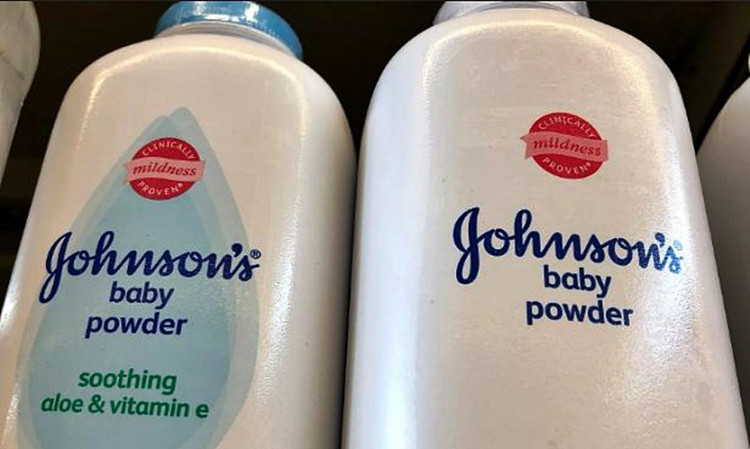 CLINICALLY
mildness
PROVEN®
Johnson's®
baby
powder
soothing
aloe & vitamin e
CLINICALLY
mildness
PROVEN®
Johnson's®
baby
powder